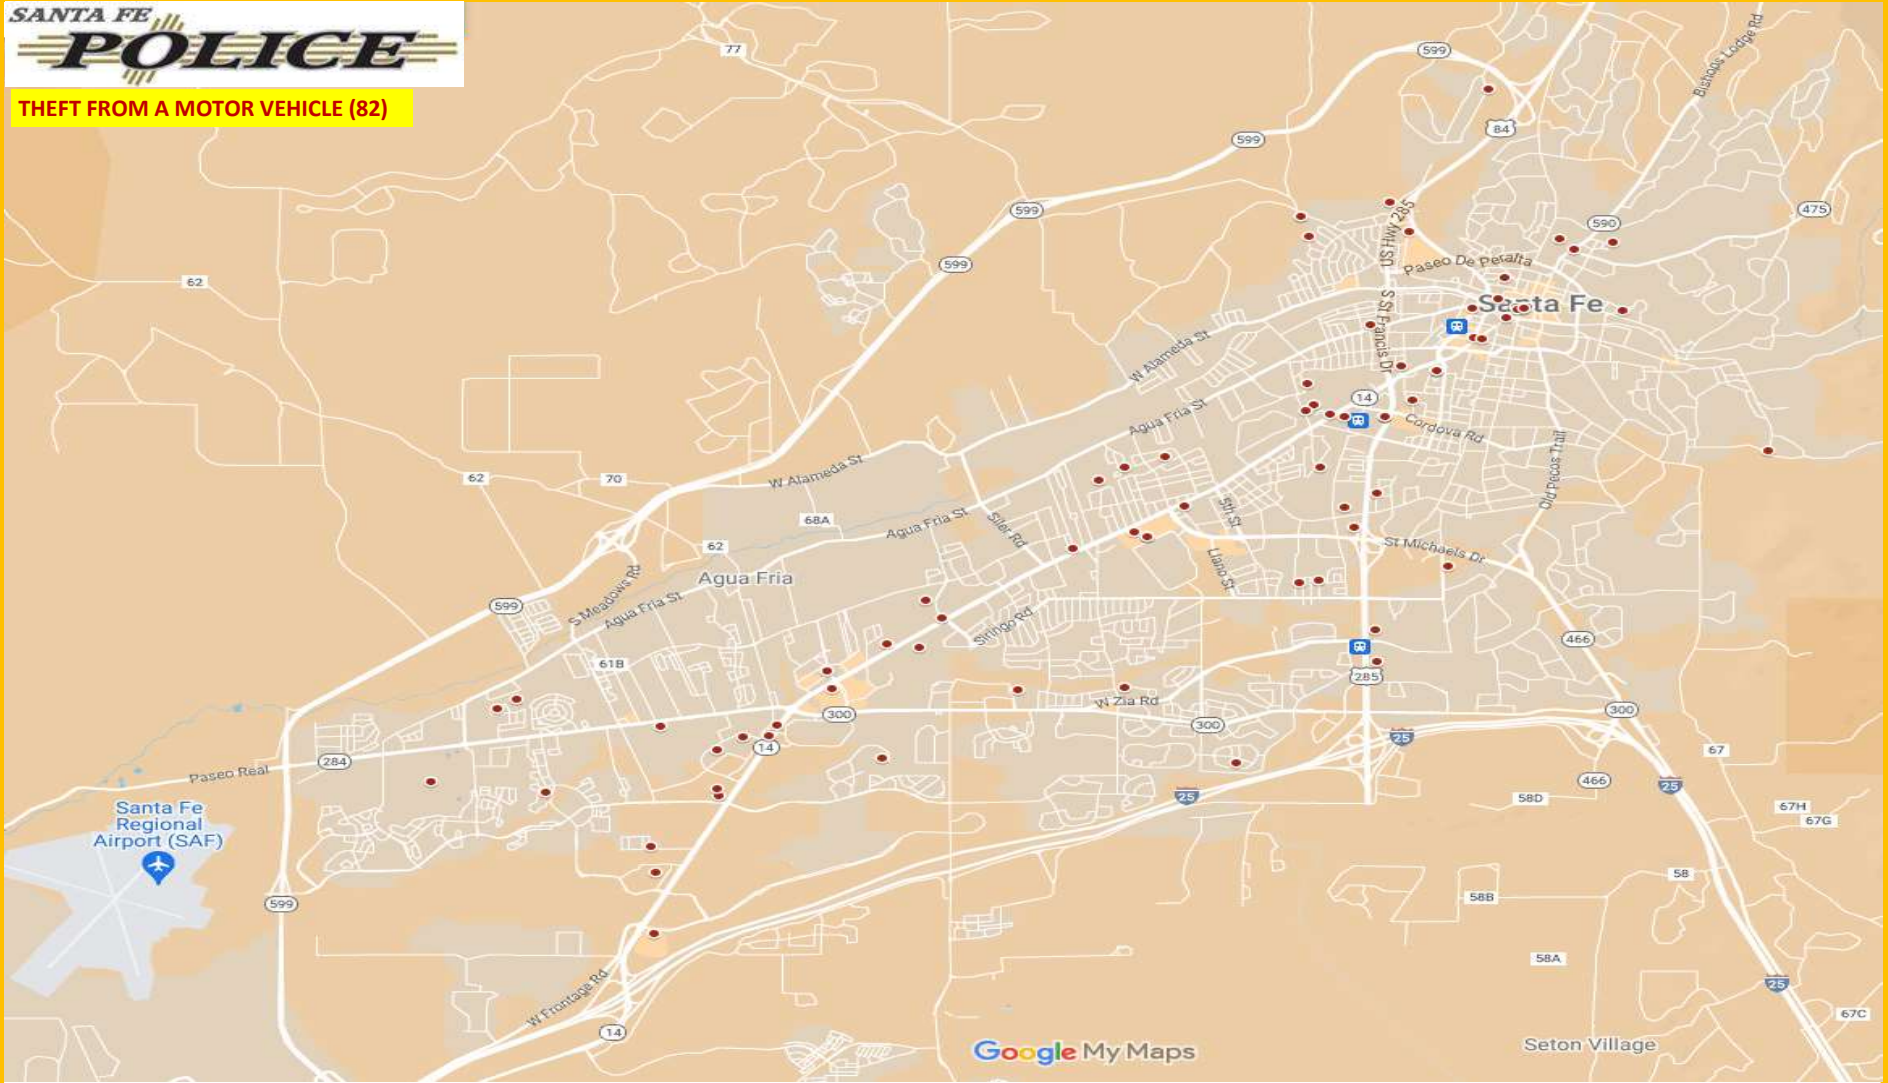 SANTA FE
POLICE
THEFT FROM A MOTOR VEHICLE (82)
77
599
Bishops Lodge Rd
84
599
599
475
590
US Hwy 285
599
Paseo De Peralta
62
Santa Fe
S St Francis Dr
W Alameda St
14
Agua Fria St
Cordova Rd
Old Pecos Trail
W Alameda St
62
70
5th St
68A
Agua Fria St
Siler Rd
62
St Michaels Dr
Llano St
Agua Fria
S Meadows Rd
599
Agua Fria St
Siringo Rd
466
61B
285
W Zia Rd
300
300
300
25
14
67
284
Paseo Real
466
25
25
58D
67H
67G
Santa Fe
Regional
Airport (SAF)
58
58B
599
58A
25
W Frontage Rd
67C
14
Seton Village
Google My Maps